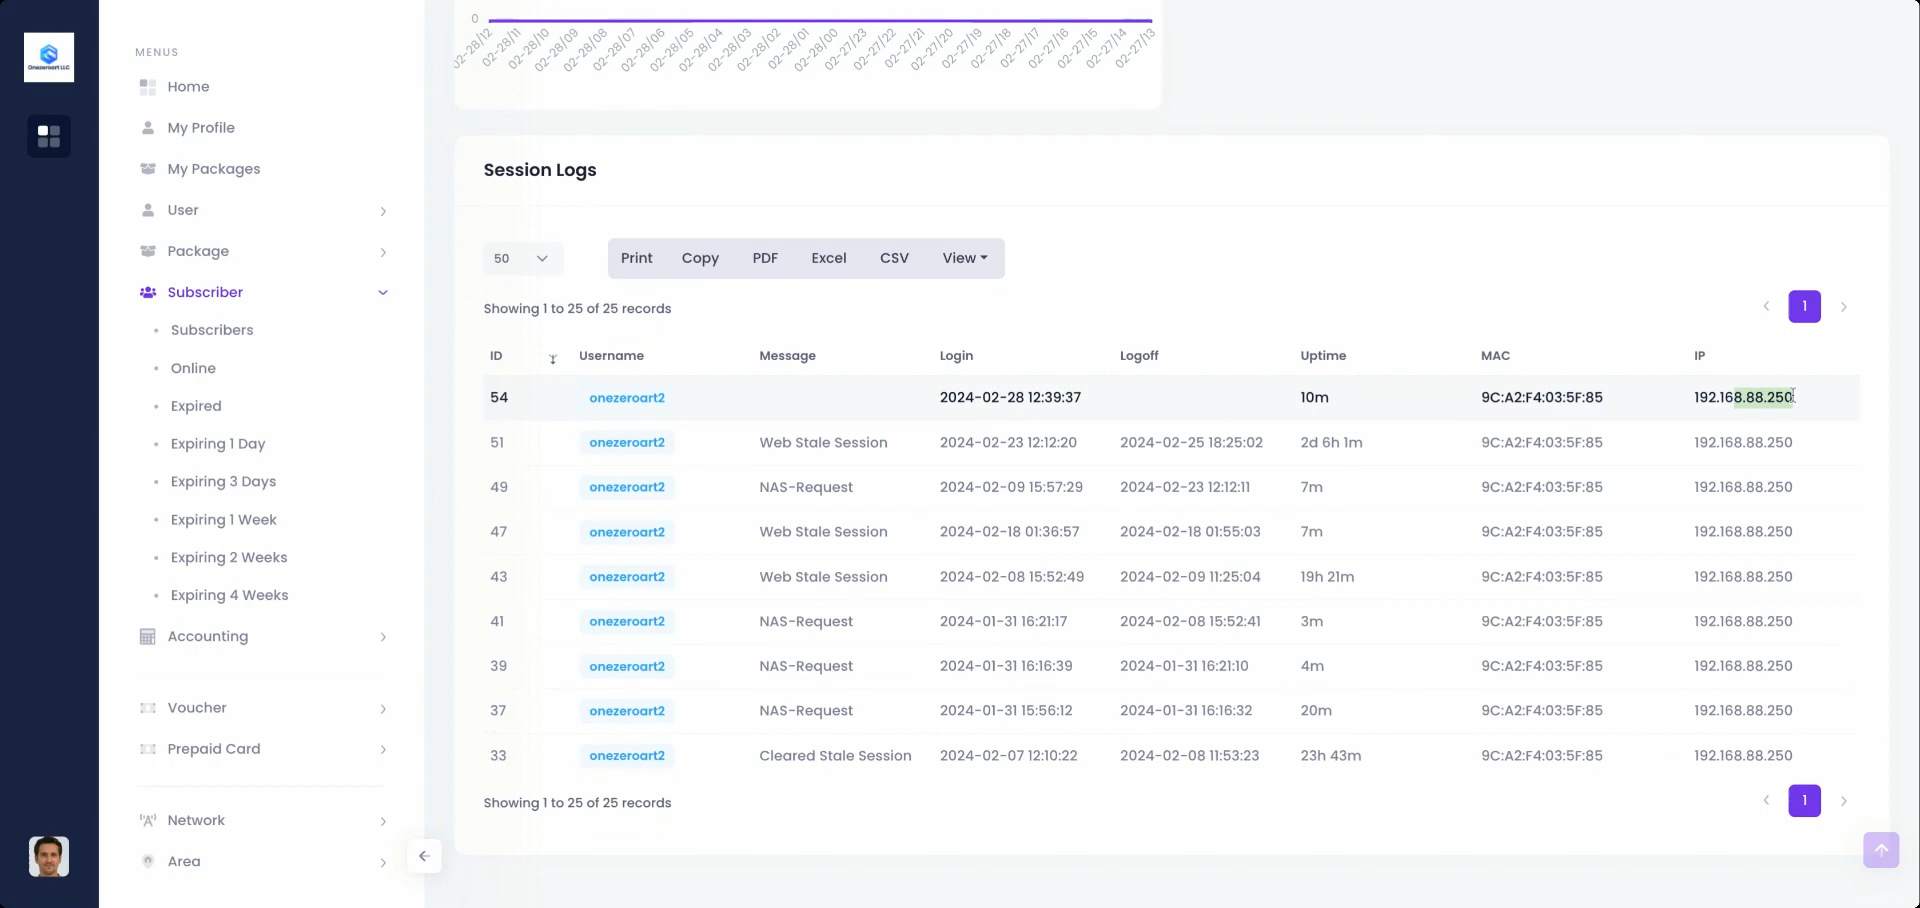 Onezeroart LLC
MENUS
Home
My Profile
My Packages
User
Package
Subscriber
Subscribers
Online
Expired
Expiring 1 Day
Expiring 3 Days
Expiring 1 Week
Expiring 2 Weeks
Expiring 4 Weeks
Accounting
Voucher
Prepaid Card
Network
Area
0
02-28/12 02-28/11 02-28/10 02-28/09 02-28/08 02-28/07 02-28/06 02-28/05 02-28/04 02-28/03 02-28/02 02-28/01 02-28/00 02-27/23 02-27/22 02-27/21 02-27/20 02-27/19 02-27/18 02-27/17 02-27/16 02-27/15 02-27/14 02-27/13
Session Logs
50 Print Copy PDF Excel CSV View
Showing 1 to 25 of 25 records 1
ID Username Message Login Logoff Uptime MAC IP
54 onezeroart2 2024-02-28 12:39:37 10m 9C:A2:F4:03:5F:85 192.168.88.250
51 onezeroart2 Web Stale Session 2024-02-23 12:12:20 2024-02-25 18:25:02 2d 6h 1m 9C:A2:F4:03:5F:85 192.168.88.250
49 onezeroart2 NAS-Request 2024-02-09 15:57:29 2024-02-23 12:12:11 7m 9C:A2:F4:03:5F:85 192.168.88.250
47 onezeroart2 Web Stale Session 2024-02-18 01:36:57 2024-02-18 01:55:03 7m 9C:A2:F4:03:5F:85 192.168.88.250
43 onezeroart2 Web Stale Session 2024-02-08 15:52:49 2024-02-09 11:25:04 19h 21m 9C:A2:F4:03:5F:85 192.168.88.250
41 onezeroart2 NAS-Request 2024-01-31 16:21:17 2024-02-08 15:52:41 3m 9C:A2:F4:03:5F:85 192.168.88.250
39 onezeroart2 NAS-Request 2024-01-31 16:16:39 2024-01-31 16:21:10 4m 9C:A2:F4:03:5F:85 192.168.88.250
37 onezeroart2 NAS-Request 2024-01-31 15:56:12 2024-01-31 16:16:32 20m 9C:A2:F4:03:5F:85 192.168.88.250
33 onezeroart2 Cleared Stale Session 2024-02-07 12:10:22 2024-02-08 11:53:23 23h 43m 9C:A2:F4:03:5F:85 192.168.88.250
Showing 1 to 25 of 25 records 1